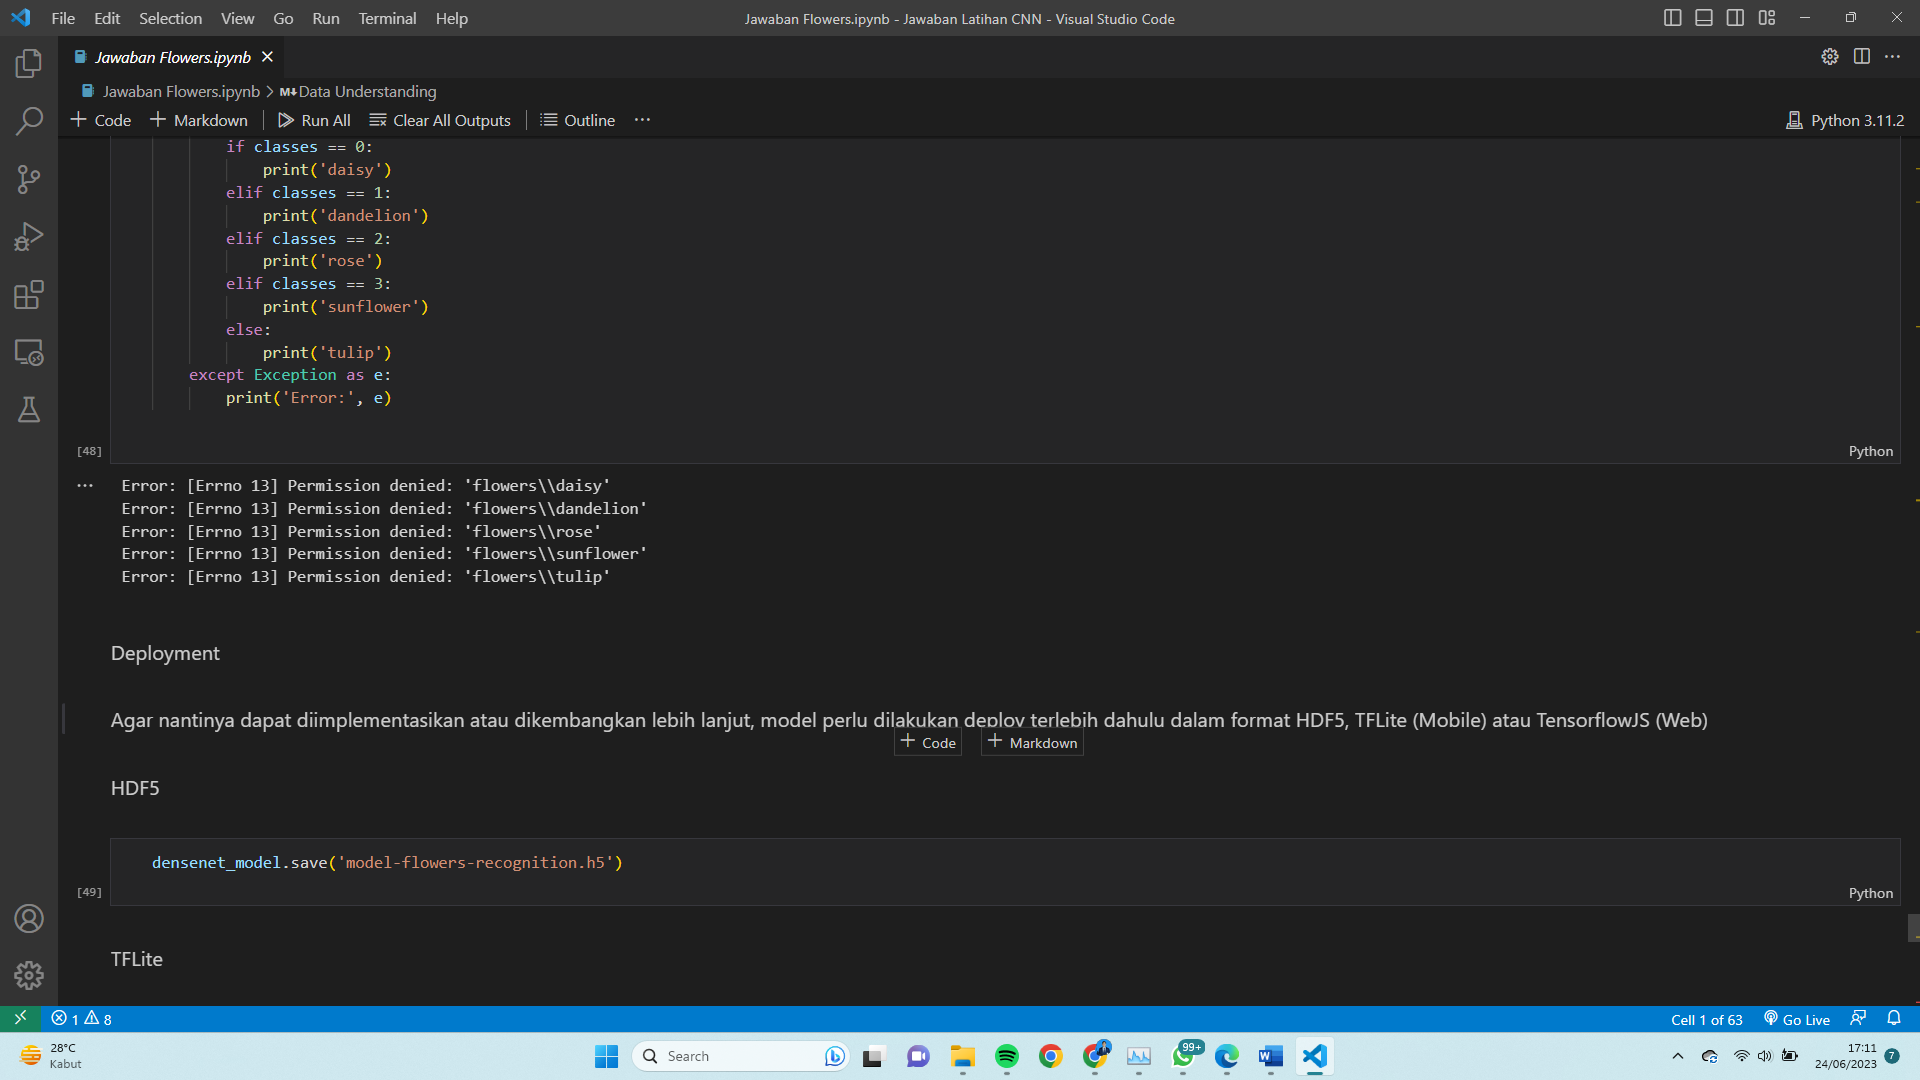 File Edit Selection View Go Run Terminal Help
Jawaban Flowers.ipynb - Jawaban Latihan CNN - Visual Studio Code
Jawaban Flowers.ipynb
Jawaban Flowers.ipynb > M↓Data Understanding
+ Code + Markdown Run All Clear All Outputs Outline ... Python 3.11.2
if classes == 0:
print('daisy')
elif classes == 1:
print('dandelion')
elif classes == 2:
print('rose')
elif classes == 3:
print('sunflower')
else:
print('tulip')
except Exception as e:
print('Error:', e)
[48]
Python
... Error: [Errno 13] Permission denied: 'flowers\\daisy'
Error: [Errno 13] Permission denied: 'flowers\\dandelion'
Error: [Errno 13] Permission denied: 'flowers\\rose'
Error: [Errno 13] Permission denied: 'flowers\\sunflower'
Error: [Errno 13] Permission denied: 'flowers\\tulip'
Deployment
Agar nantinya dapat diimplementasikan atau dikembangkan lebih lanjut, model perlu dilakukan deploy terlebih dahulu dalam format HDF5, TFLite (Mobile) atau TensorflowJS (Web)
+ Code + Markdown
HDF5
densenet_model.save('model-flowers-recognition.h5')
[49]
Python
TFLite
1 8
Cell 1 of 63 Go Live
28°C
Kabut
Search
99+
17:11
24/06/2023
7